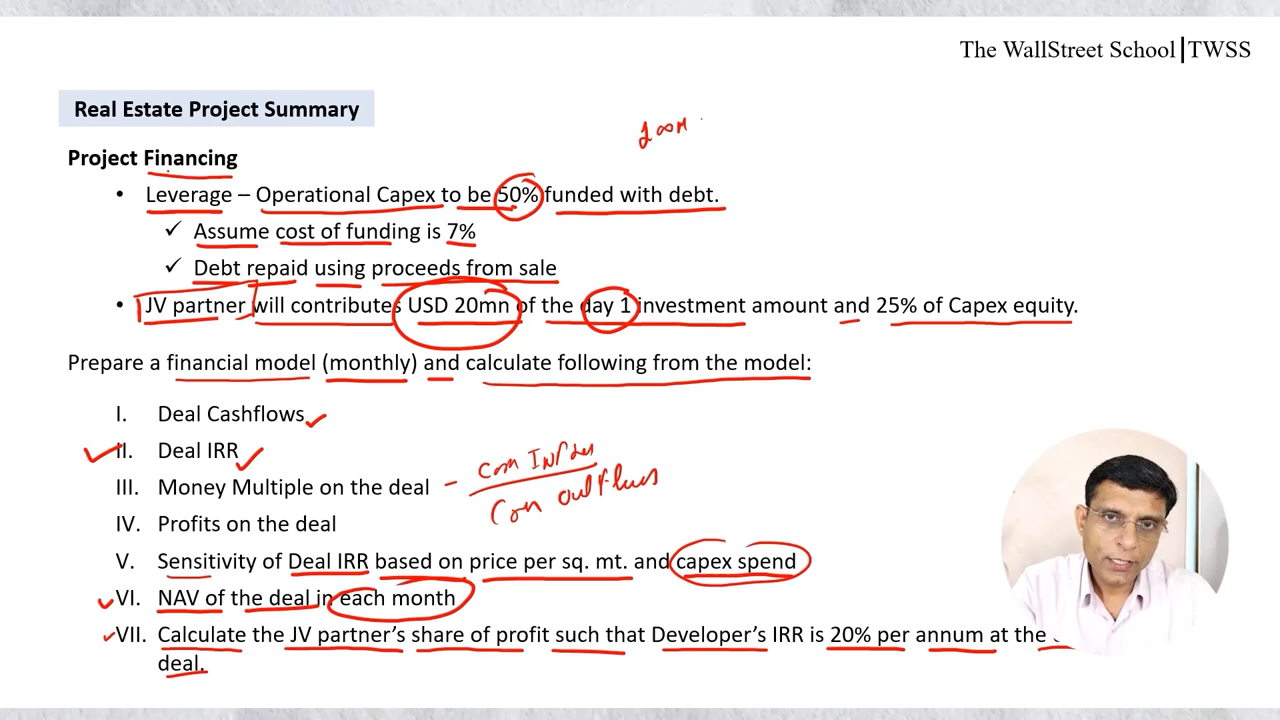 The WallStreet School|TWSS
Real Estate Project Summary
Project Financing
• Leverage – Operational Capex to be 50% funded with debt.
✓ Assume cost of funding is 7%
✓ Debt repaid using proceeds from sale
• JV partner will contributes USD 20mn of the day 1 investment amount and 25% of Capex equity.
Prepare a financial model (monthly) and calculate following from the model:
I. Deal Cashflows
II. Deal IRR
III. Money Multiple on the deal
IV. Profits on the deal
V. Sensitivity of Deal IRR based on price per sq. mt. and capex spend
VI. NAV of the deal in each month
VII. Calculate the JV partner's share of profit such that Developer's IRR is 20% per annum at the
deal.